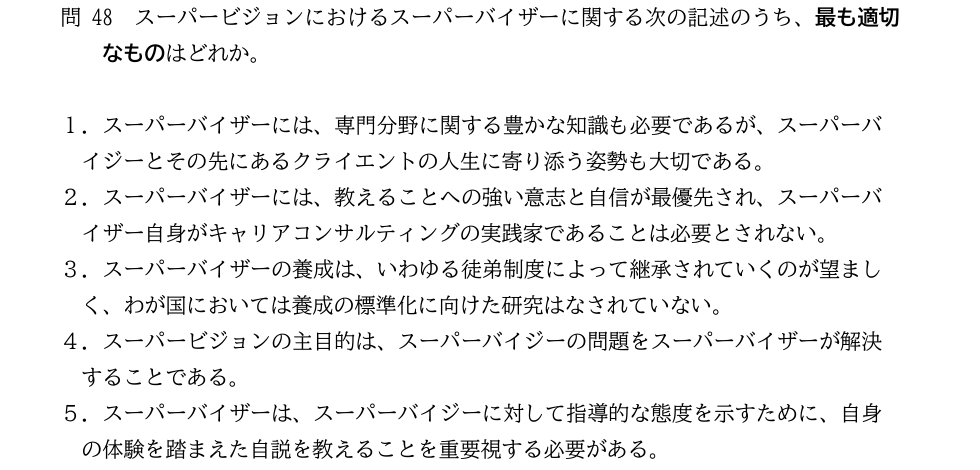 問 48 スーパービジョンにおけるスーパーバイザーに関する次の記述のうち、最も適切
なものはどれか。
１．スーパーバイザーには、専門分野に関する豊かな知識も必要であるが、スーパーバ
イジーとその先にあるクライエントの人生に寄り添う姿勢も大切である。
２．スーパーバイザーには、教えることへの強い意志と自信が最優先され、スーパーバ
イザー自身がキャリアコンサルティングの実践家であることは必要とされない。
３．スーパーバイザーの養成は、いわゆる徒弟制度によって継承されていくのが望まし
く、わが国においては養成の標準化に向けた研究はなされていない。
４．スーパービジョンの主目的は、スーパーバイジーの問題をスーパーバイザーが解決
することである。
５．スーパーバイザーは、スーパーバイジーに対して指導的な態度を示すために、自身
の体験を踏まえた自説を教えることを重要視する必要がある。